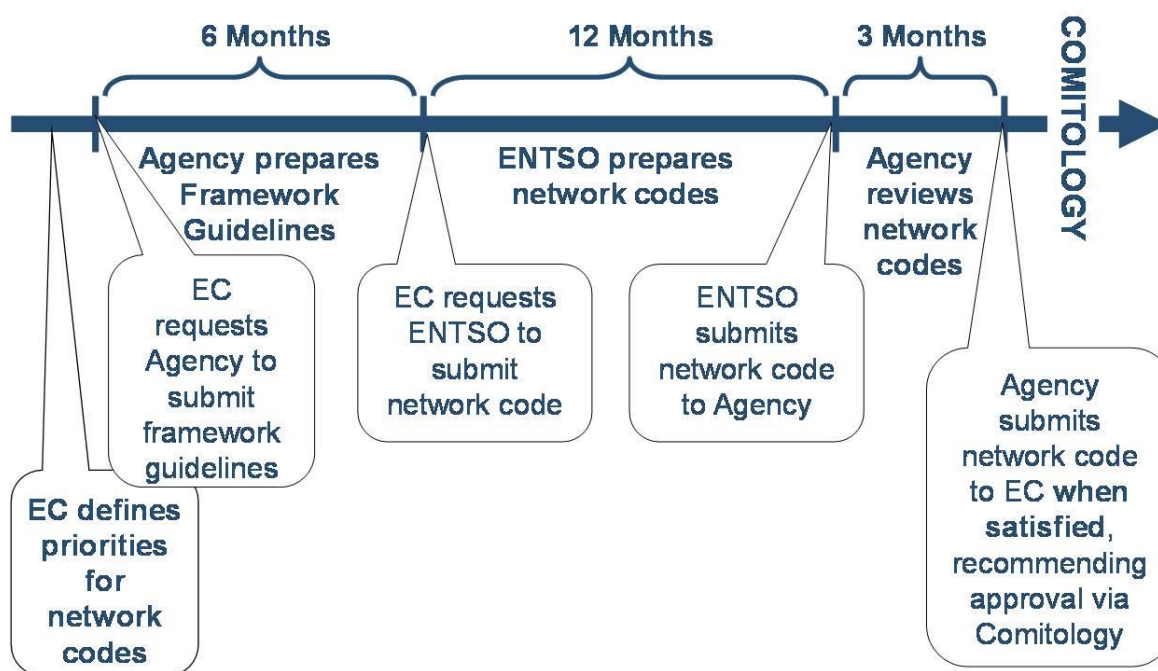 6 Months
12 Months
3 Months
COMITOLOGY
Agency prepares
Framework
Guidelines
ENTSO prepares
network codes
Agency
reviews
network
codes
EC
requests
Agency to
submit
framework
guidelines
EC requests
ENTSO to
submit
network code
ENTSO
submits
network code
to Agency
Agency
submits
network code
to EC when
satisfied,
recommending
approval via
Comitology
EC defines
priorities
for
network
codes